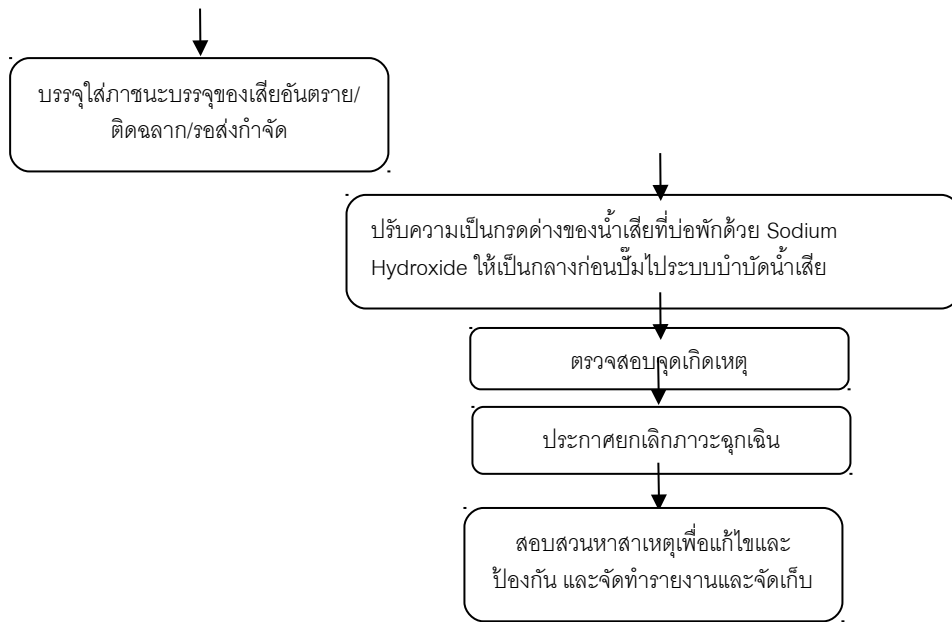 บรรจุใส่ภาชนะบรรจุของเสียอันตราย/
ติดฉลาก/รอส่งกำจัด
ปรับความเป็นกรดด่างของน้ำเสียที่บ่อพักด้วย Sodium
Hydroxide ให้เป็นกลางก่อนปั๊มไประบบบำบัดน้ำเสีย
ตรวจสอบจุดเกิดเหตุ
ประกาศยกเลิกภาวะฉุกเฉิน
สอบสวนหาสาเหตุเพื่อแก้ไขและ
ป้องกัน และจัดทำรายงานและจัดเก็บ